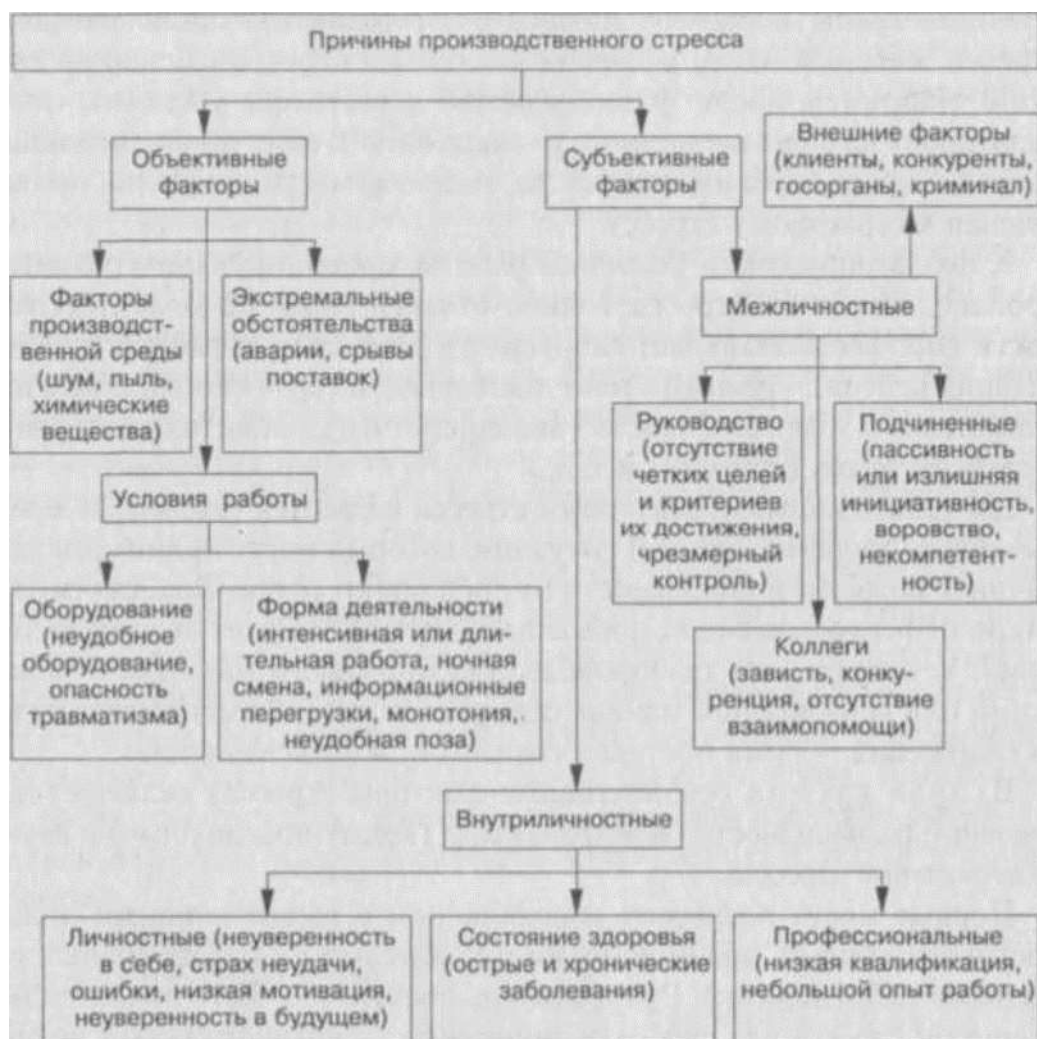 Причины производственного стресса
Объективные
факторы
Субъективные
факторы
Внешние факторы
(клиенты, конкуренты,
госорганы, криминал)
Факторы
производст-
венной среды
(шум, пыль,
химические
вещества)
Экстремальные
обстоятельства
(аварии, срывы
поставок)
Межличностные
Руководство
(отсутствие
четких целей
и критериев
их достижения,
чрезмерный
контроль)
Подчиненные
(пассивность
или излишняя
инициативность,
воровство,
некомпетент-
ность)
Условия работы
Оборудование
(неудобное
оборудование,
опасность
травматизма)
Форма деятельности
(интенсивная или дли-
тельная работа, ночная
смена, информационные
перегрузки, монотония,
неудобная поза)
Коллеги
(зависть, конку-
ренция, отсутствие
взаимопомощи)
Внутриличностные
Личностные (неуверенность
в себе, страх неудачи,
ошибки, низкая мотивация,
неуверенность в будущем)
Состояние здоровья
(острые и хронические
заболевания)
Профессиональные
(низкая квалификация,
небольшой опыт работы)